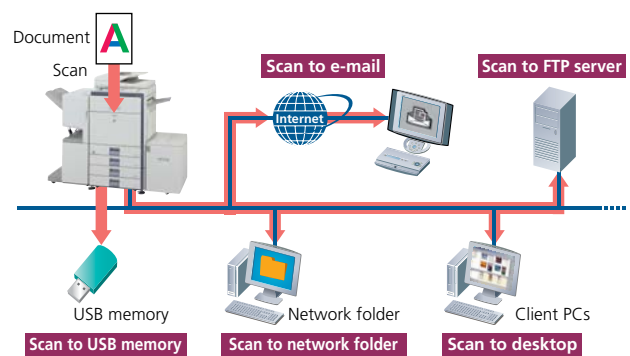 Document
A
Scan
Scan to e-mail
Scan to FTP server
Internet
USB memory
Network folder
Client PCs
Scan to USB memory
Scan to network folder
Scan to desktop